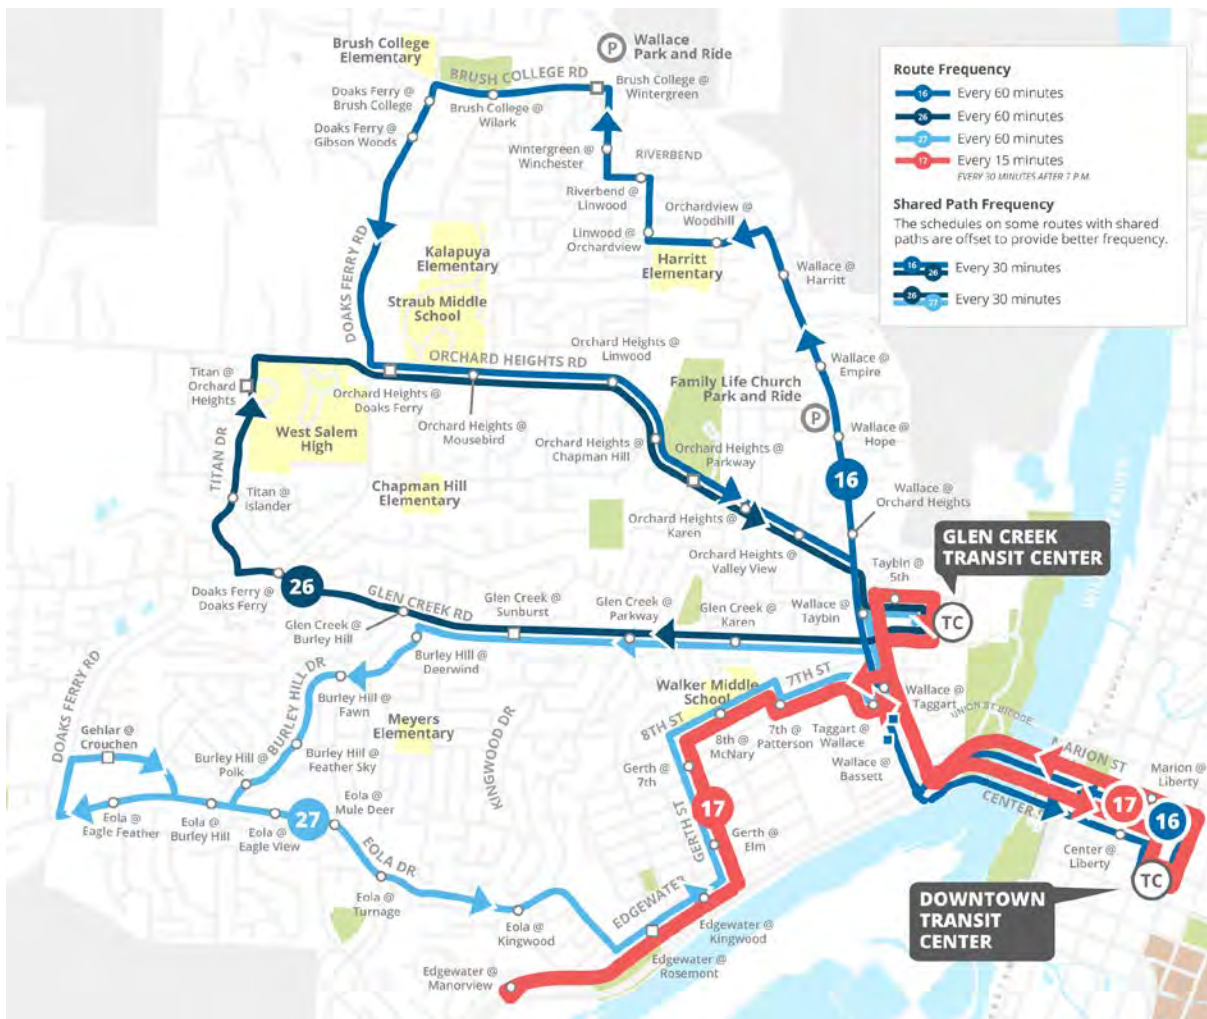 Brush College
Elementary
Wallace
Park and Ride
P
BRUSH COLLEGE RD
Brush College @
Wintergreen
Doaks Ferry @
Brush College
Brush College @
Wilark
Doaks Ferry @
Gibson Woods
Wintergreen @
Winchester
RIVERBEND
Riverbend @
Linwood
Orchardview @
Woodhill
Linwood @
Orchardview
Harritt
Elementary
Wallace @
Harritt
DOAKS FERRY RD
Kalapuya
Elementary
Straub Middle
School
Route Frequency
16
Every 60 minutes
26
Every 60 minutes
27
Every 60 minutes
17
Every 15 minutes
EVERY 30 MINUTES AFTER 7 P.M.
Shared Path Frequency
The schedules on some routes with shared
paths are offset to provide better frequency.
16
26
Every 30 minutes
26
27
Every 30 minutes
Titan @
Orchard
Heights
ORCHARD HEIGHTS RD
Orchard Heights @
Linwood
Orchard Heights @
Doaks Ferry
Orchard Heights @
Mousebird
Family Life Church
Park and Ride
P
Wallace @
Empire
Wallace @
Hope
West Salem
High
TITAN DR
Orchard Heights @
Chapman Hill
Orchard Heights @
Parkway
Chapman Hill
Elementary
Titan @
Islander
16
Wallace @
Orchard Heights
Orchard Heights @
Karen
Orchard Heights @
Valley View
GLEN CREEK
TRANSIT CENTER
Taybin @
5th
TC
Doaks Ferry @
Doaks Ferry
26
GLEN CREEK RD
Glen Creek @
Burley Hill
Glen Creek @
Sunburst
Glen Creek @
Parkway
Glen Creek @
Karen
Wallace @
Taybin
Burley Hill @
Deerwind
DOAKS FERRY RD
BURLEY HILL DR
Burley Hill @
Fawn
Walker Middle
School
7TH ST
8TH ST
Wallace @
Taggart
UNION ST BRIDGE
Meyers
Elementary
Gehlar @
Crouchen
Burley Hill @
Polk
Burley Hill @
Feather Sky
KINGWOOD DR
8th @
McNary
7th @
Patterson
Taggart @
Wallace
Wallace @
Bassett
MARION ST
Marion @
Liberty
Gerth @
7th
17
GERTH ST
Gerth @
Elm
CENTER S
17
16
Center @
Liberty
TC
Eola @
Eagle Feather
Eola @
Burley Hill
Eola @
Eagle View
27
Eola @
Mule Deer
EOLA DR
Eola @
Turnage
Eola @
Kingwood
EDGEWATER
Edgewater @
Kingwood
Edgewater @
Rosemont
Edgewater @
Manorview
DOWNTOWN
TRANSIT
CENTER